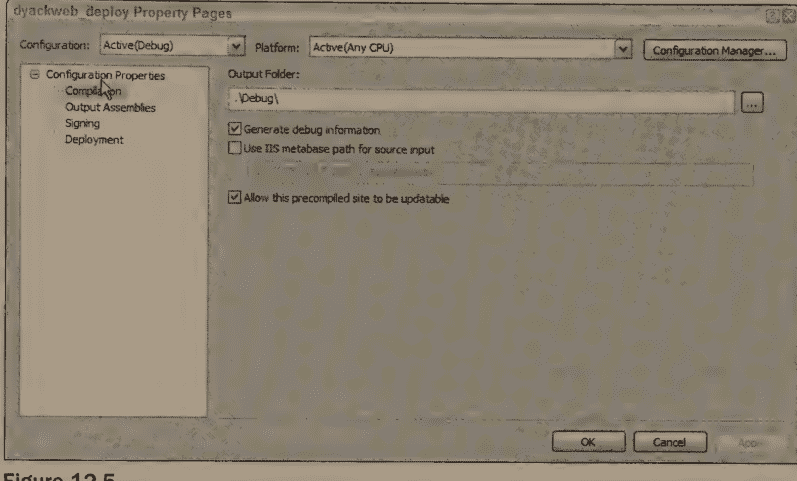 dyackweb_deploy Property Pages
Configuration: Active(Debug) Platform: Active(Any CPU) Configuration Manager...
Configuration Properties
Compilation
Output Assemblies
Signing
Deployment
Output Folder:
.\Debug\
...
Generate debug information
Use IIS metabase path for source input
Allow this precompiled site to be updatable
OK Cancel
Figure 12-5